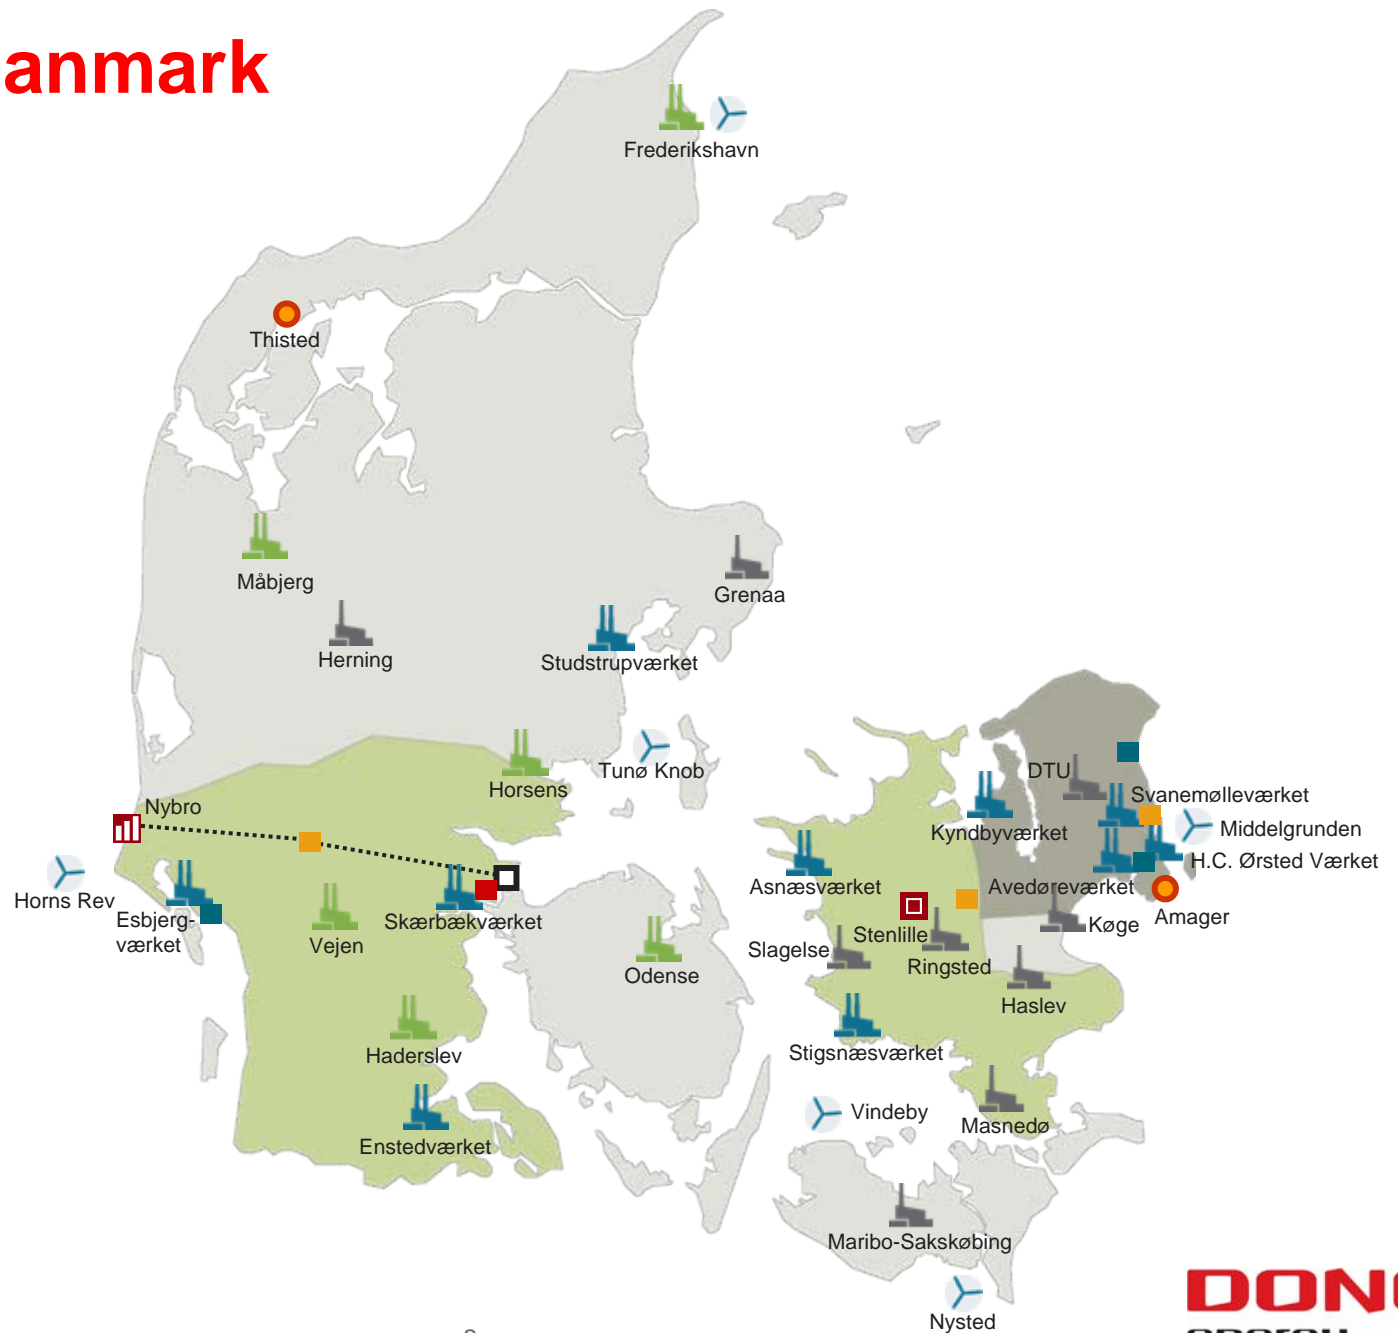 anmark
Frederikshavn
Thisted
Måbjerg
Grenaa
Herning
Studstrupværket
Tunø Knob
Horsens
DTU
Nybro
Svanemølleværket
Kyndbyværket
Middelgrunden
H.C. Ørsted Værket
Horns Rev
Esbjerg-
værket
Skærbækværket
Asnæsværket
Avedøreværket
Amager
Vejen
Stenlille
Køge
Slagelse
Ringsted
Odense
Haslev
Haderslev
Stigsnæsværket
Vindeby
Masnedø
Enstedværket
Maribo-Sakskøbing
Nysted
DON